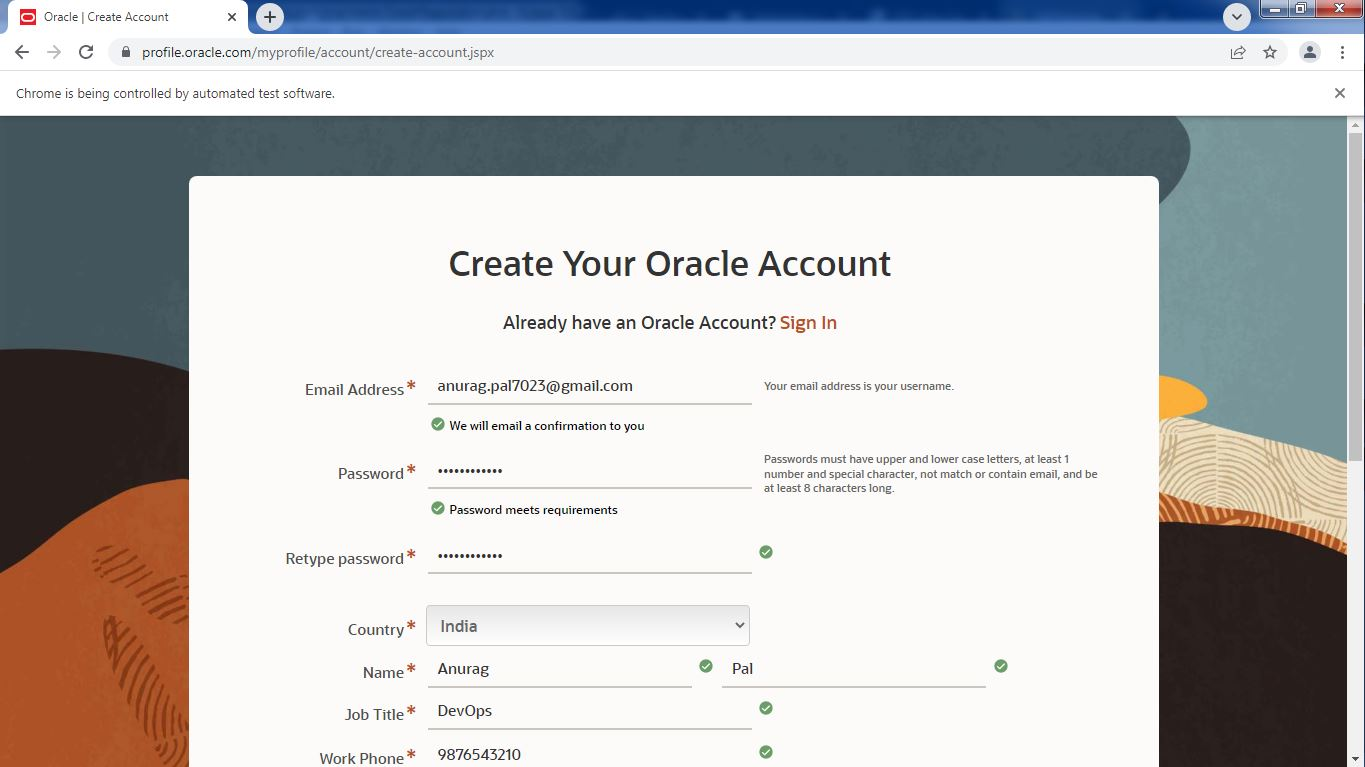 Oracle | Create Account
profile.oracle.com/myprofile/account/create-account.jspx
Chrome is being controlled by automated test software.
Create Your Oracle Account
Already have an Oracle Account? Sign In
Email Address* anurag.pal7023@gmail.com Your email address is your username.
We will email a confirmation to you
Password* •••••••••••• Passwords must have upper and lower case letters, at least 1
number and special character, not match or contain email, and be
at least 8 characters long.
Password meets requirements
Retype password* ••••••••••••
Country* India
Name* Anurag Pal
Job Title* DevOps
Work Phone* 9876543210